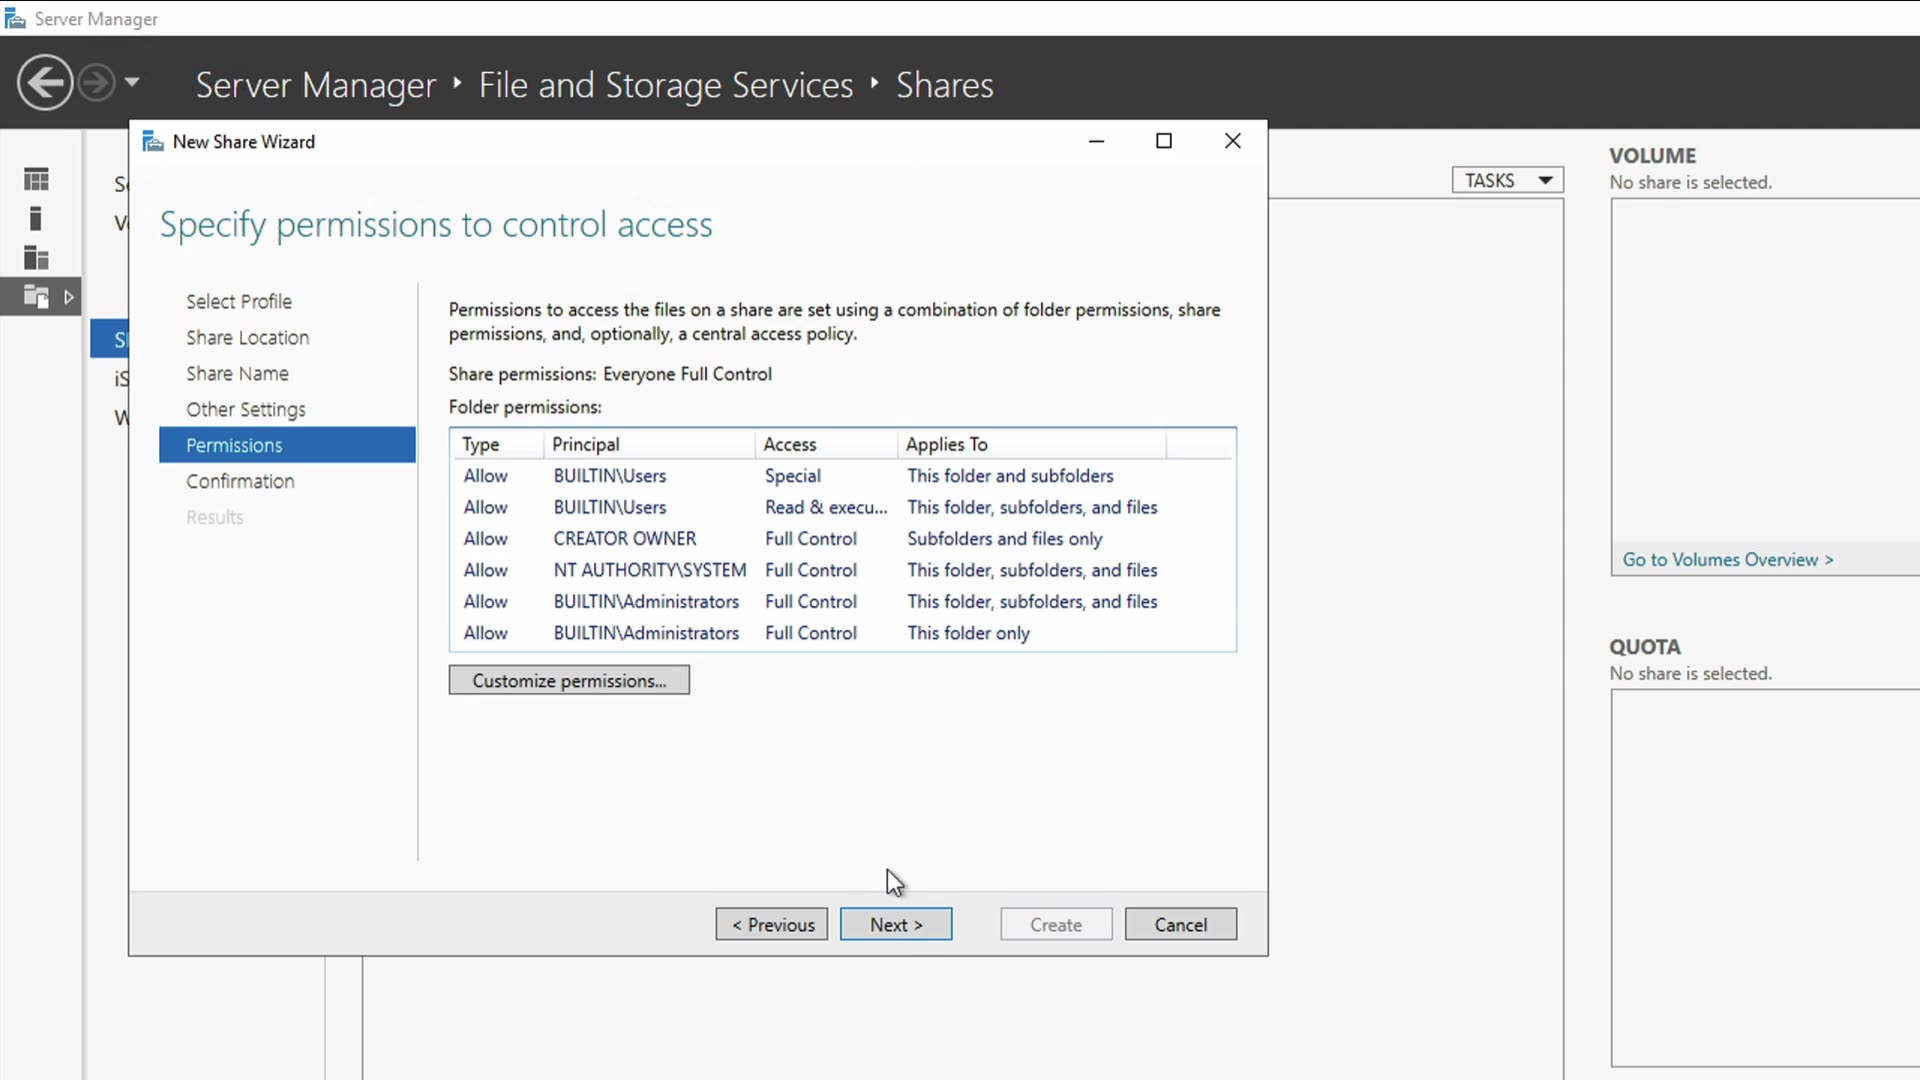 Server Manager
Server Manager ‣ File and Storage Services ‣ Shares
New Share Wizard
TASKS
VOLUME
No share is selected.
Specify permissions to control access
Select Profile
Share Location
Share Name
Other Settings
Permissions
Confirmation
Results
Permissions to access the files on a share are set using a combination of folder permissions, share
permissions, and, optionally, a central access policy.
Share permissions: Everyone Full Control
Folder permissions:
Type Principal Access Applies To
Allow BUILTIN\Users Special This folder and subfolders
Allow BUILTIN\Users Read & execu... This folder, subfolders, and files
Allow CREATOR OWNER Full Control Subfolders and files only
Allow NT AUTHORITY\SYSTEM Full Control This folder, subfolders, and files
Allow BUILTIN\Administrators Full Control This folder, subfolders, and files
Allow BUILTIN\Administrators Full Control This folder only
Customize permissions...
Go to Volumes Overview >
QUOTA
No share is selected.
< Previous
Next >
Create
Cancel